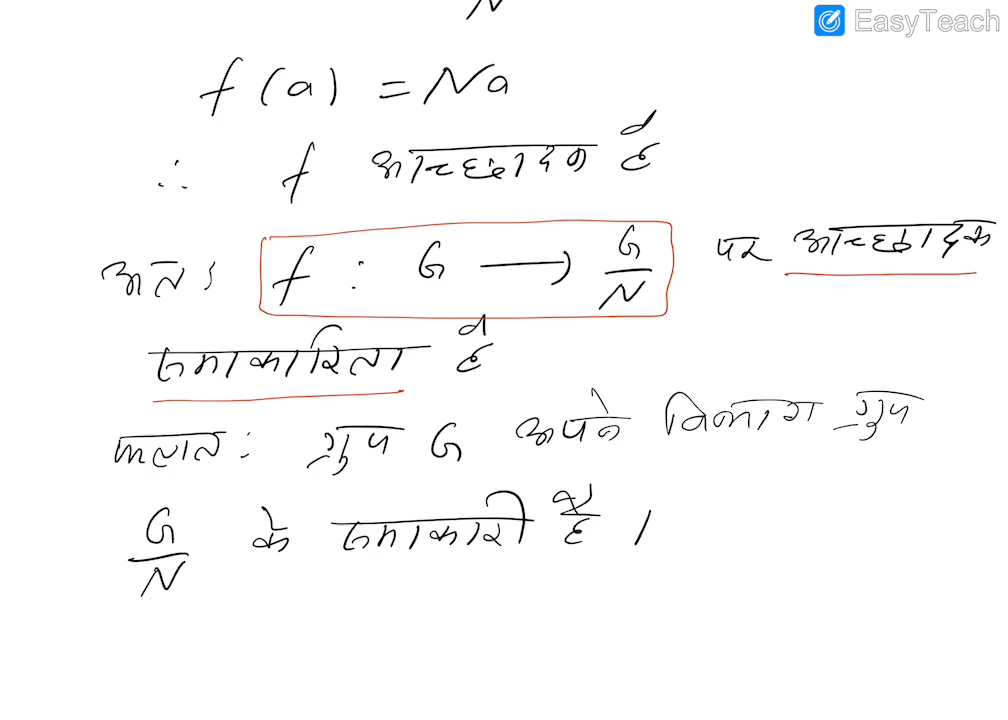 EasyTeach
N
f(a) = Na
∴ f आच्छादक है
अतः f : G → G/N पर आच्छादक
समाकारिता है
फलतः ग्रुप G अपने विभाग ग्रुप
G/N के समाकारी है ।